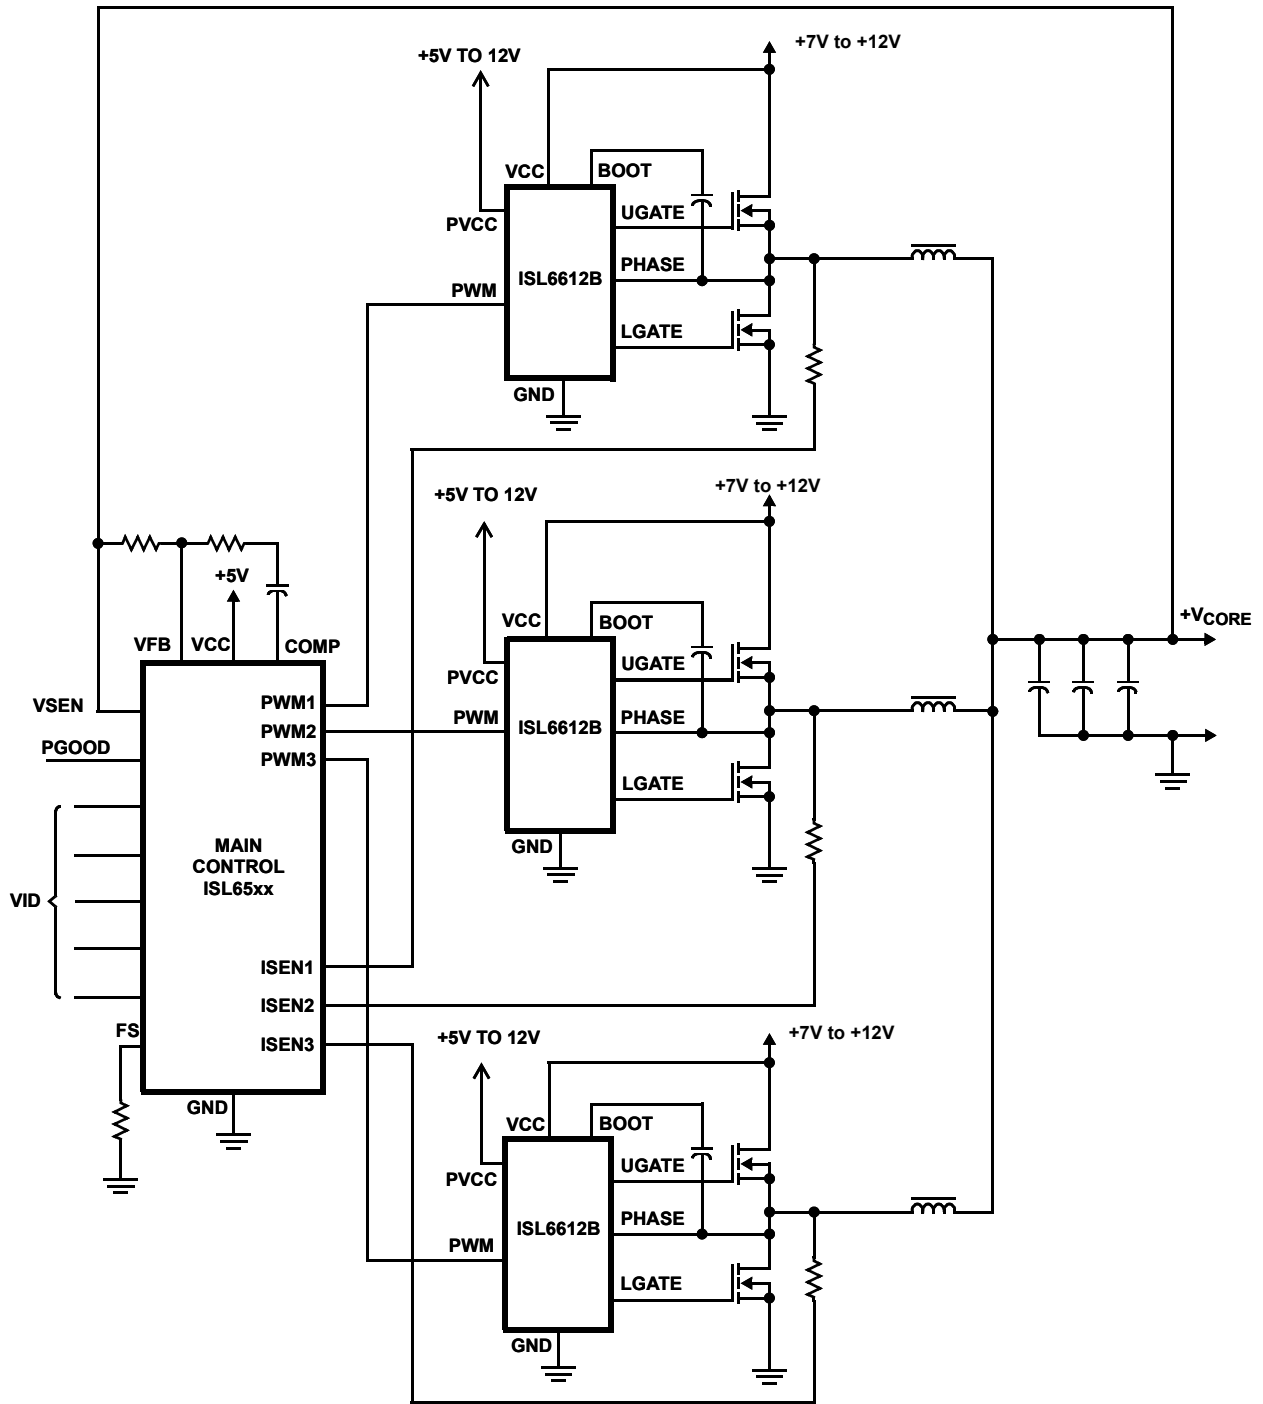 +7V to +12V
+5V TO 12V
VCC
BOOT
UGATE
PVCC
PHASE
ISL6612B
PWM
LGATE
GND
+7V to +12V
+5V TO 12V
+5V
VCC
BOOT
+VCORE
VFB
VCC
COMP
UGATE
PVCC
VSEN
PWM1
PWM
PHASE
ISL6612B
PWM2
PGOOD
PWM3
LGATE
MAIN
CONTROL
ISL65xx
GND
VID
ISEN1
ISEN2
FS
ISEN3
+5V TO 12V
+7V to +12V
GND
VCC
BOOT
UGATE
PVCC
PHASE
ISL6612B
PWM
LGATE
GND